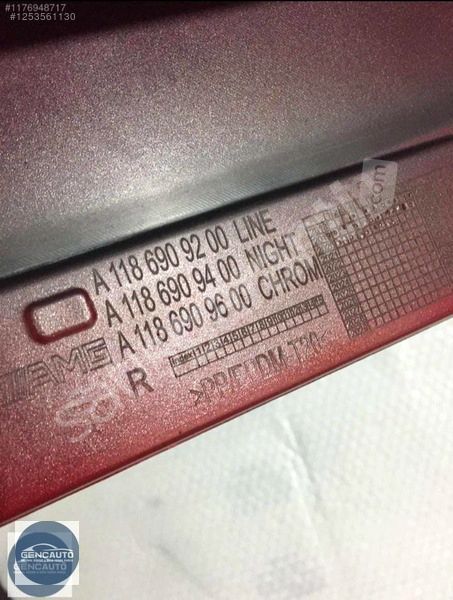 #1176948717
#1253561130
A 118 690 92 00 LINE
A 118 690 94 00 NIGHT
A 118 690 96 00 CHROM
AMG
R
>PP/EPDM-T20<
GENCAUTO